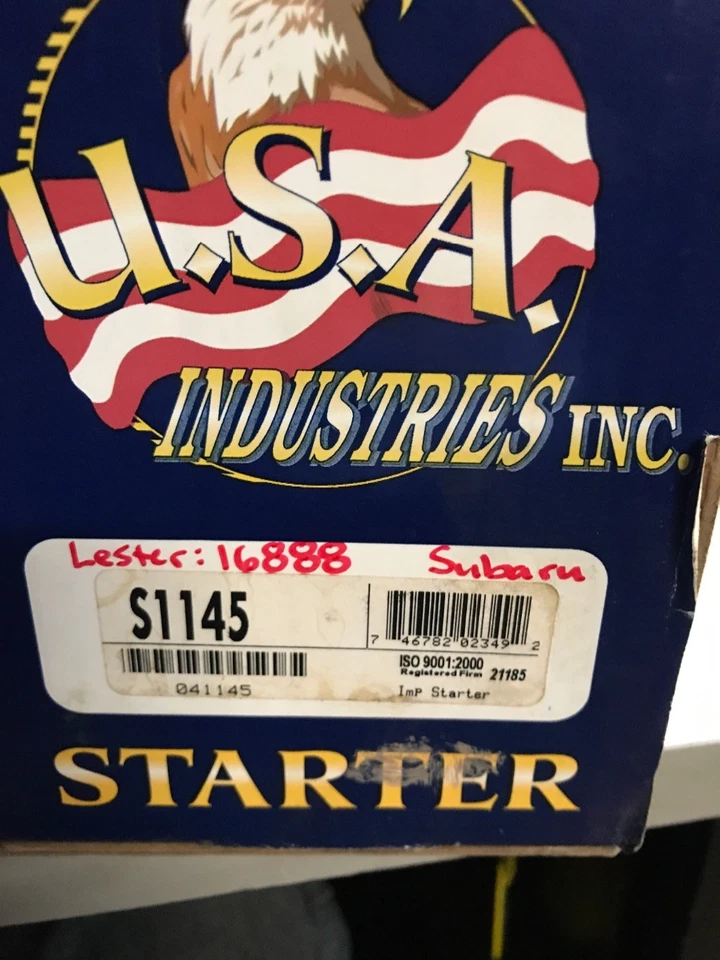 U.S.A.
INDUSTRIES INC.
Lester: 16888 Subaru
S1145
7 46782 02349 2
ISO 9001:2000
Registered Firm 21185
041145
ImP Starter
STARTER